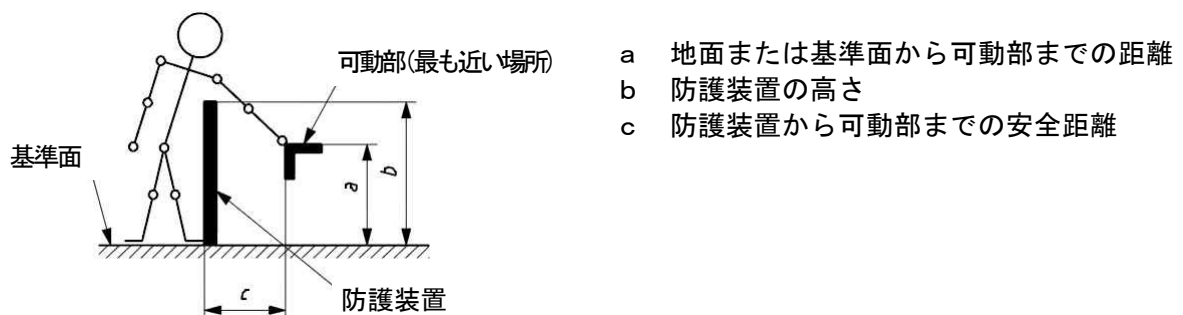 可動部(最も近い場所)
基準面
a
b
c
防護装置
a 地面または基準面から可動部までの距離
b 防護装置の高さ
c 防護装置から可動部までの安全距離